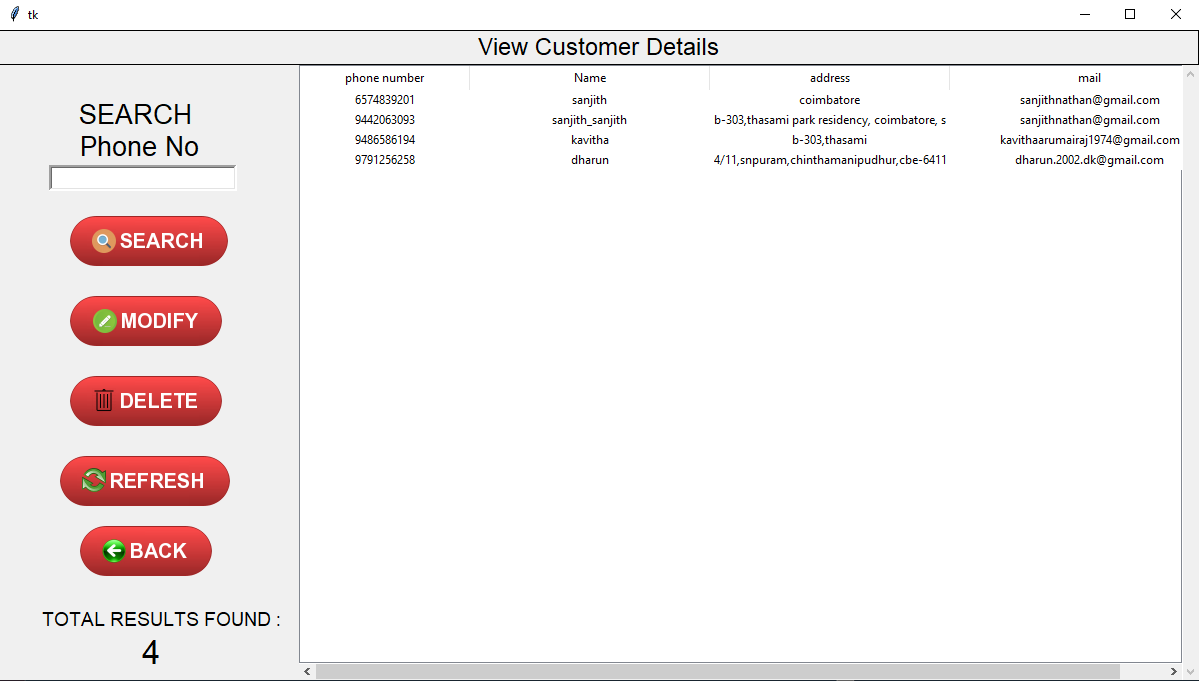 tk
View Customer Details
SEARCH
Phone No
SEARCH
MODIFY
DELETE
REFRESH
BACK
TOTAL RESULTS FOUND :
4
phone number Name address mail
6574839201 sanjith coimbatore sanjithnathan@gmail.com
9442063093 sanjith_sanjith b-303,thasami park residency, coimbatore, s sanjithnathan@gmail.com
9486586194 kavitha b-303,thasami kavithaarumairaj1974@gmail.com
9791256258 dharun 4/11,snpuram,chinthamanipudhur,cbe-6411 dharun.2002.dk@gmail.com